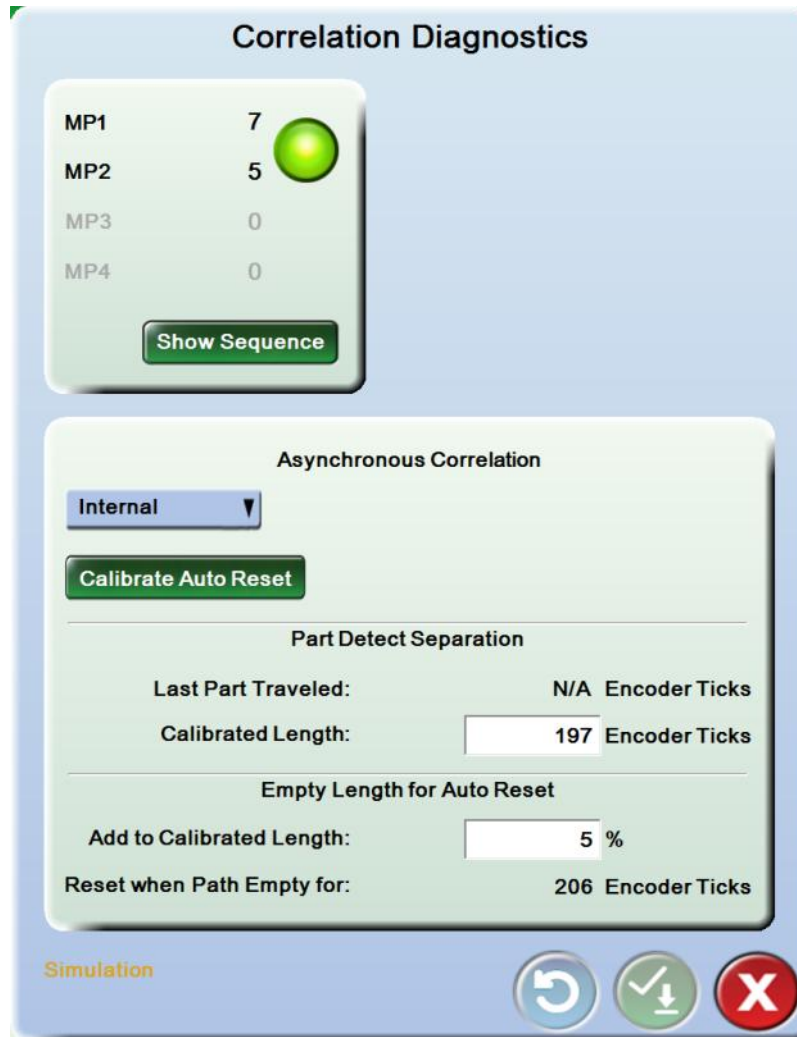 Correlation Diagnostics
MP1 7
MP2 5
MP3 0
MP4 0
Show Sequence
Asynchronous Correlation
Internal
Calibrate Auto Reset
Part Detect Separation
Last Part Traveled: N/A Encoder Ticks
Calibrated Length: 197 Encoder Ticks
Empty Length for Auto Reset
Add to Calibrated Length: 5 %
Reset when Path Empty for: 206 Encoder Ticks
Simulation